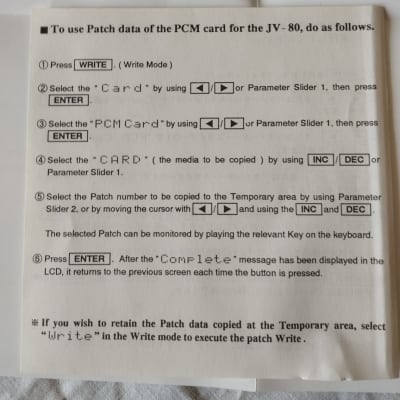 ■ To use Patch data of the PCM card for the JV-80, do as follows.
① Press WRITE. ( Write Mode )
② Select the "Card" by using ◀/▶ or Parameter Slider 1, then press
ENTER.
③ Select the "PCM Card" by using ◀/▶ or Parameter Slider 1, then press
ENTER.
④ Select the "CARD" ( the media to be copied ) by using INC/DEC or
Parameter Slider 1.
⑤ Select the Patch number to be copied to the Temporary area by using Parameter
Slider 2, or by moving the cursor with ◀/▶ and using the INC and DEC.
The selected Patch can be monitored by playing the relevant Key on the keyboard.
⑥ Press ENTER. After the "Complete" message has been displayed in the
LCD, it returns to the previous screen each time the button is pressed.
※ If you wish to retain the Patch data copied at the Temporary area, select
"Write" in the Write mode to execute the patch Write.